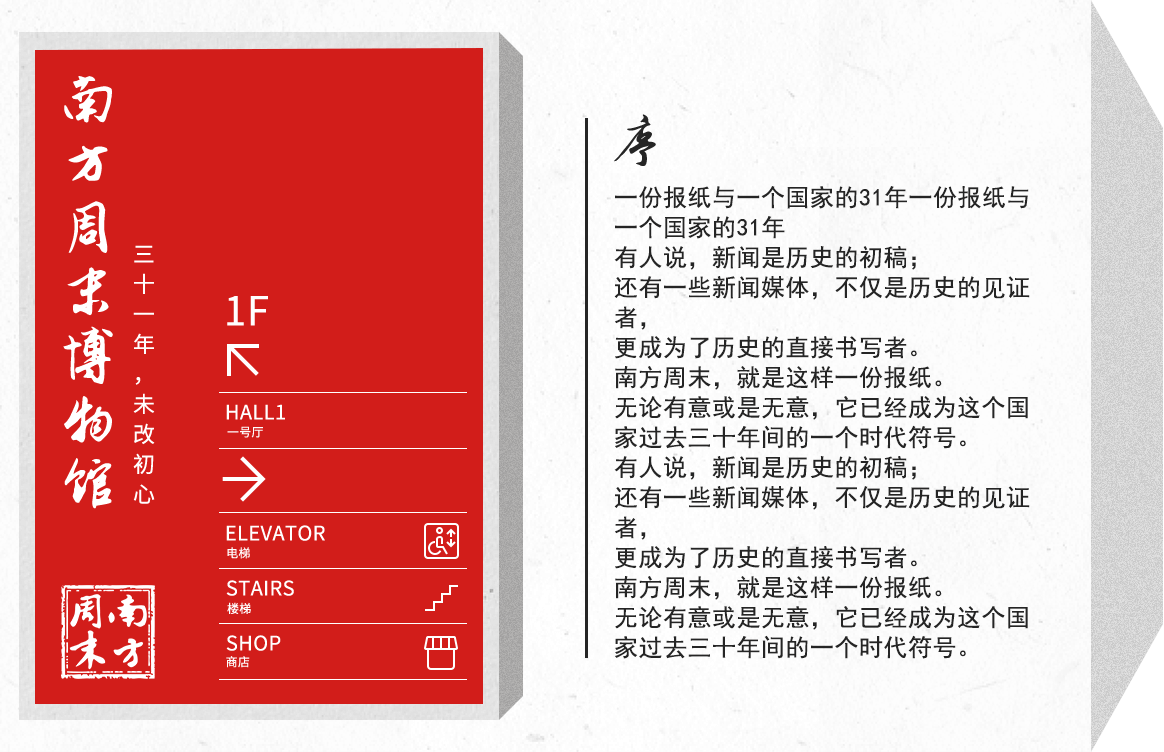 南方周末博物馆
三十一年，未改初心
1F
HALL1
一号厅
ELEVATOR
电梯
STAIRS
楼梯
SHOP
商店
南方
周末
序
一份报纸与一个国家的31年一份报纸与
一个国家的31年
有人说，新闻是历史的初稿；
还有一些新闻媒体，不仅是历史的见证
者，
更成为了历史的直接书写者。
南方周末，就是这样一份报纸。
无论有意或是无意，它已经成为这个国
家过去三十年间的一个时代符号。
有人说，新闻是历史的初稿；
还有一些新闻媒体，不仅是历史的见证
者，
更成为了历史的直接书写者。
南方周末，就是这样一份报纸。
无论有意或是无意，它已经成为这个国
家过去三十年间的一个时代符号。